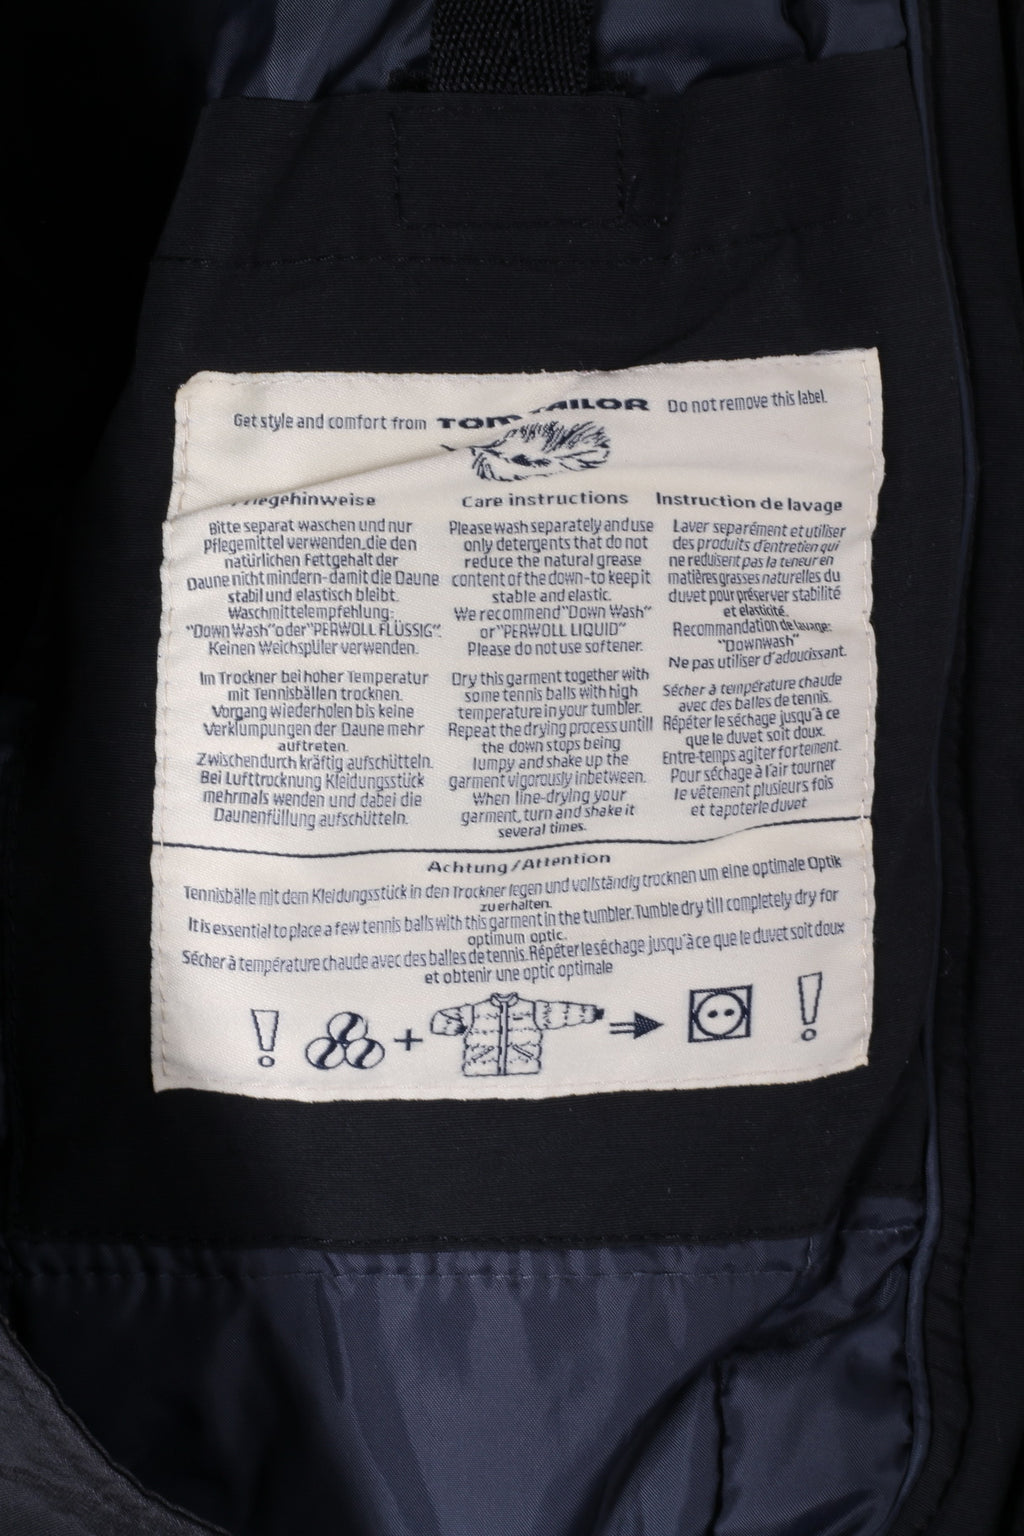 Get style and comfort from TOM TAILOR Do not remove this label.
Pflegehinweise
Bitte separat waschen und nur
Pflegemittel verwenden,die den
natürlichen Fettgehalt der
Daune nicht mindern-damit die Daune
stabil und elastisch bleibt.
Waschmittelempfehlung:
"Down Wash"oder"PERWOLL FLÜSSIG".
Keinen Weichspüler verwenden.
Im Trockner bei hoher Temperatur
mit Tennisbällen trocknen.
Vorgang wiederholen bis keine
Verklumpungen der Daune mehr
auftreten.
Zwischendurch kräftig aufschütteln.
Bei Lufttrocknung Kleidungsstück
mehrmals wenden und dabei die
Daunenfüllung aufschütteln.
Care instructions
Please wash separately and use
only detergents that do not
reduce the natural grease
content of the down-to keep it
stable and elastic.
We recommend"Down Wash"
or"PERWOLL LIQUID"
Please do not use softener.
Dry this garment together with
some tennis balls with high
temperature in your tumbler.
Repeat the drying process untill
the down stops being
lumpy and shake up the
garment vigorously inbetween.
When line-drying your
garment, turn and shake it
several times.
Instruction de lavage
Laver separément et utiliser
des produits d'entretien qui
ne reduisent pas la teneur en
matières grasses naturelles du
duvet pour préserver stabilité
et elasticité.
Recommandation de lavage:
"Downwash"
Ne pas utiliser d'adoucissant.
Sécher à température chaude
avec des balles de tennis.
Répéter le séchage jusqu'à ce
que le duvet soit doux.
Entre-temps agiter fortement.
Pour séchage à l'air tourner
le vêtement plusieurs fois
et tapoter le duvet
Achtung/Attention
Tennisbälle mit dem Kleidungsstück in den Trockner legen und vollständig trocknen um eine optimale Optik
zu erhalten.
It is essential to place a few tennis balls with this garment in the tumbler. Tumble dry till completely dry for
optimum optic.
Sécher à température chaude avec des balles de tennis. Répéter le séchage jusqu'à ce que le duvet soit doux
et obtenir une optic optimale
! + !